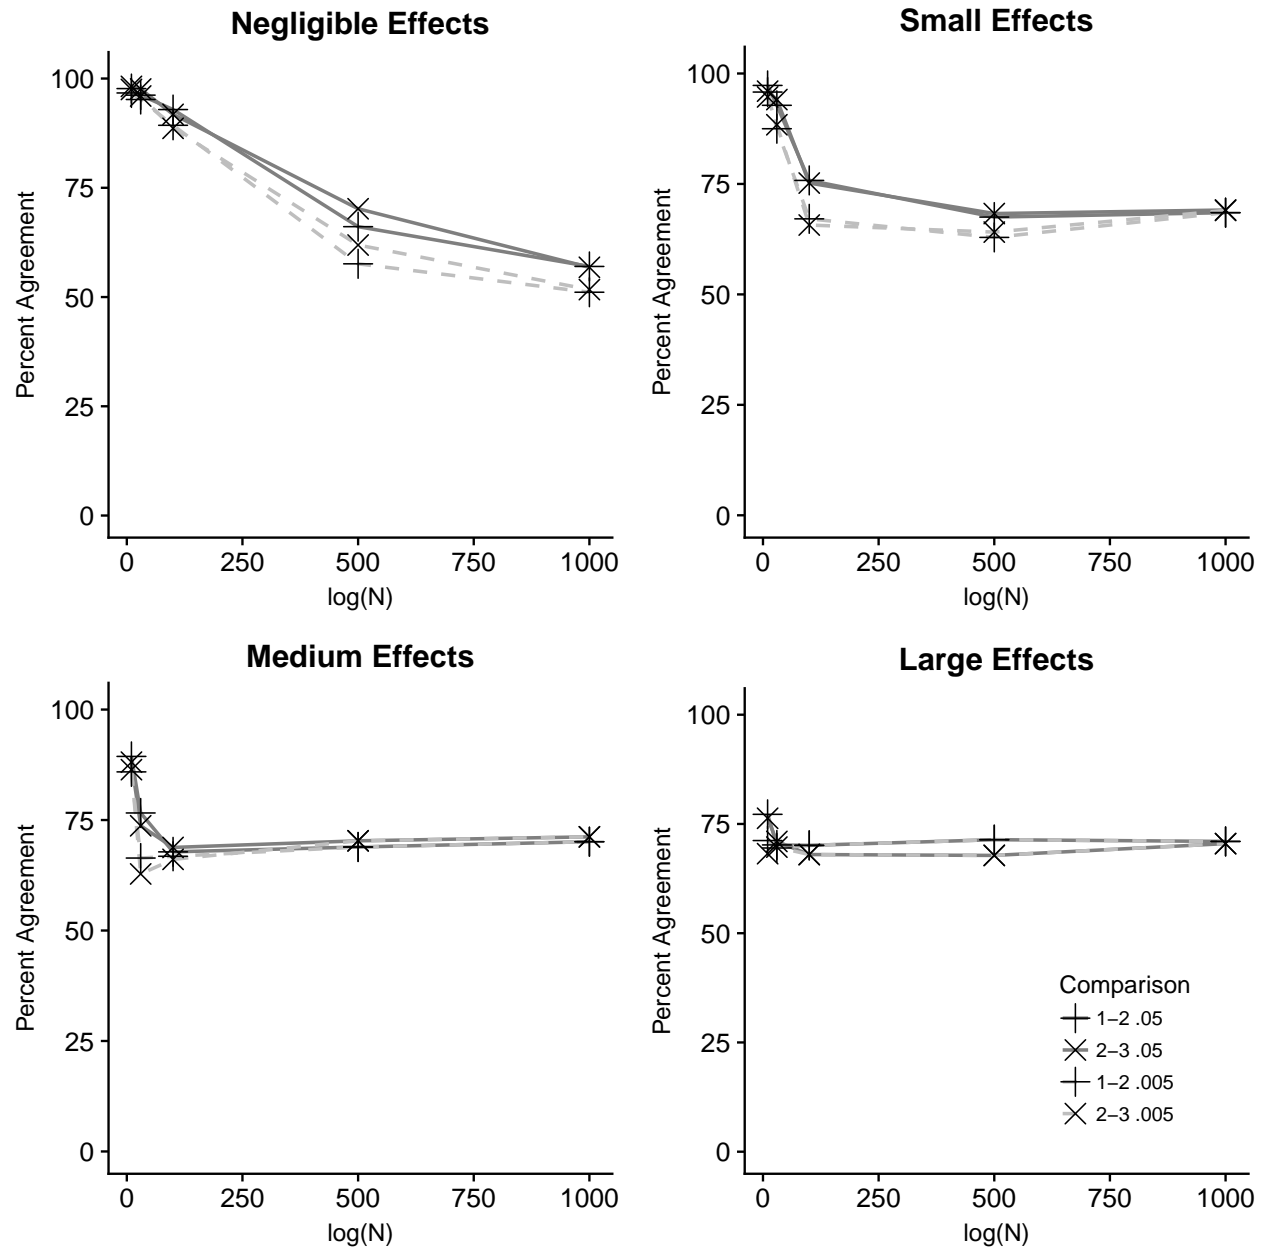 Negligible Effects
Percent Agreement
100
75
50
25
0
0 250 500 750 1000
log(N)
Small Effects
Percent Agreement
100
75
50
25
0
0 250 500 750 1000
log(N)
Medium Effects
Percent Agreement
100
75
50
25
0
0 250 500 750 1000
log(N)
Large Effects
Percent Agreement
100
75
50
25
0
Comparison
1−2 .05
2−3 .05
1−2 .005
2−3 .005
0 250 500 750 1000
log(N)